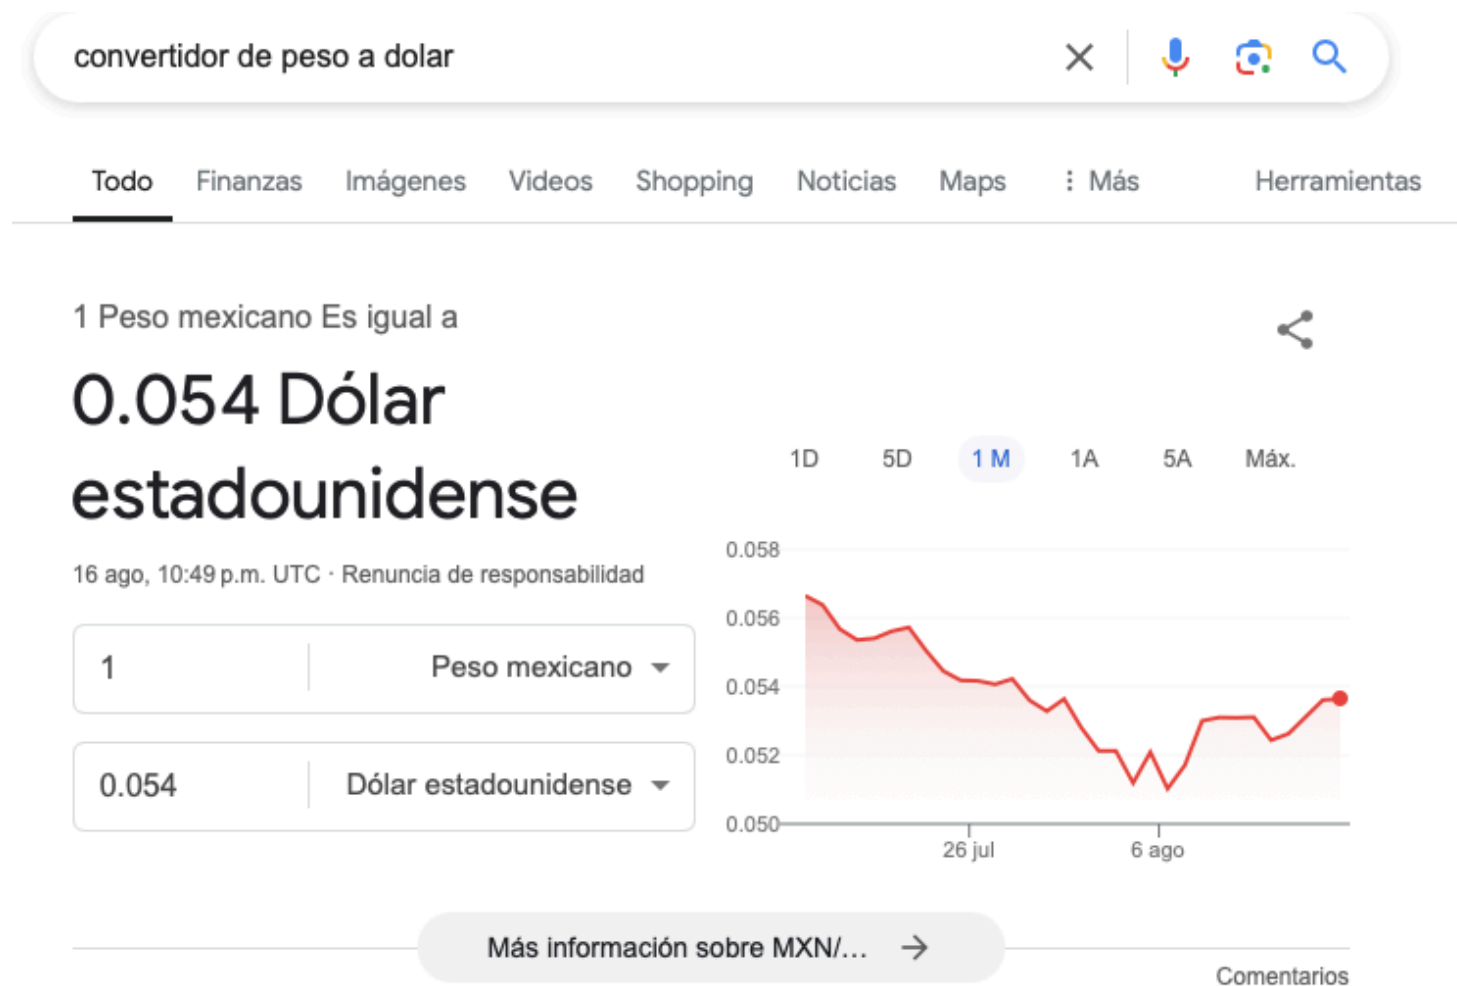 convertidor de peso a dolar
Todo Finanzas Imágenes Videos Shopping Noticias Maps Más Herramientas
1 Peso mexicano Es igual a
0.054 Dólar
estadounidense
16 ago, 10:49 p.m. UTC · Renuncia de responsabilidad
1 Peso mexicano
0.054 Dólar estadounidense
1D 5D 1 M 1A 5A Máx.
0.058
0.056
0.054
0.052
0.050
26 jul 6 ago
Más información sobre MXN/...
Comentarios